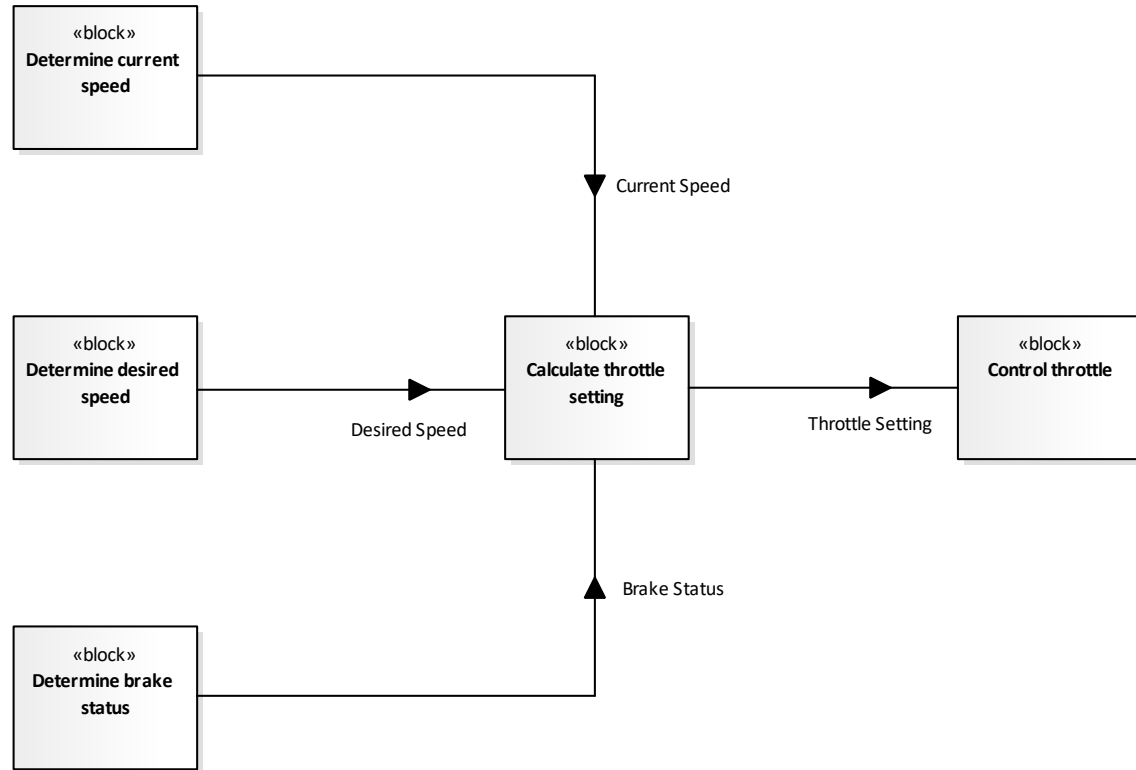 «block»
Determine current
speed
Current Speed
«block»
Determine desired
speed
Desired Speed
«block»
Calculate throttle
setting
Throttle Setting
«block»
Control throttle
Brake Status
«block»
Determine brake
status